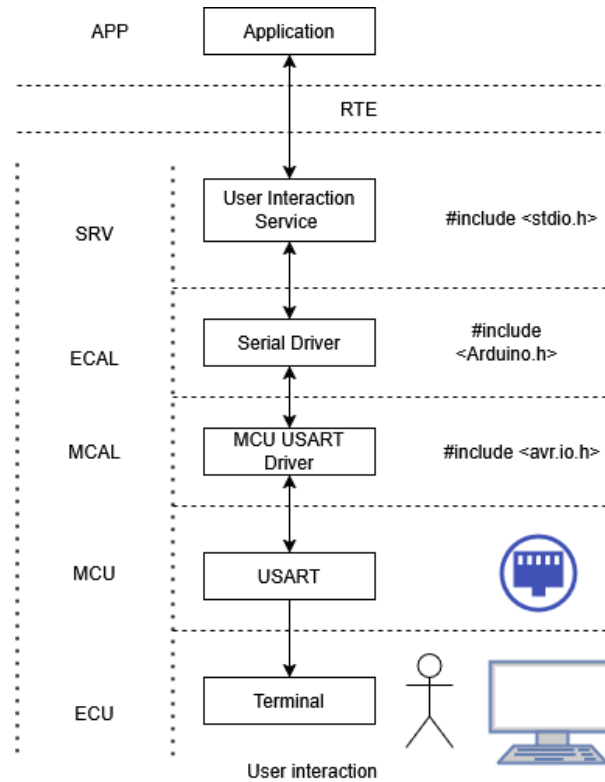 APP
Application
RTE
User Interaction
Service
SRV
#include <stdio.h>
Serial Driver
#include
<Arduino.h>
ECAL
MCU USART
Driver
MCAL
#include <avr.io.h>
USART
MCU
Terminal
ECU
User interaction